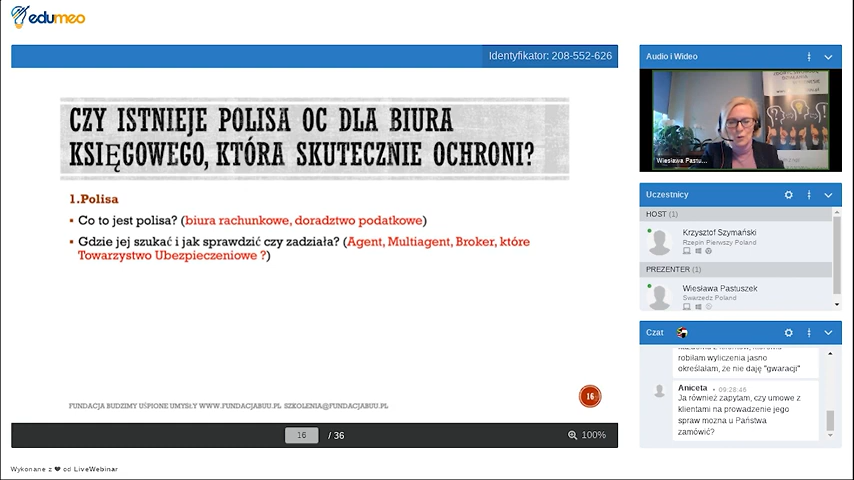 edumeo
Identyfikator: 208-552-626
CZY ISTNIEJE POLISA OC DLA BIURA
KSIĘGOWEGO, KTÓRA SKUTECZNIE OCHRONI?
1.Polisa
▪ Co to jest polisa? (biura rachunkowe, doradztwo podatkowe)
▪ Gdzie jej szukać i jak sprawdzić czy zadziała? (Agent, Multiagent, Broker, które
Towarzystwo Ubezpieczeniowe ?)
FUNDACJA BUDZIMY UŚPIONE UMYSŁY WWW.FUNDACJABUU.PL SZKOLENIA@FUNDACJABUU.PL
16
16 / 36
100%
Wykonane z ❤ od LiveWebinar
Audio i Wideo
Wiesława Pastu...
Uczestnicy
HOST (1)
Krzysztof Szymański
Rzepin Pierwszy Poland
PREZENTER (1)
Wiesława Pastuszek
Swarzedz Poland
Czat
robiłam wyliczenia jasno
określałam, że nie daję "gwaracji"
Aniceta • 09:28:46
Ja również zapytam, czy umowe z
klientami na prowadzenie jego
spraw mozna u Państwa
zamówić?